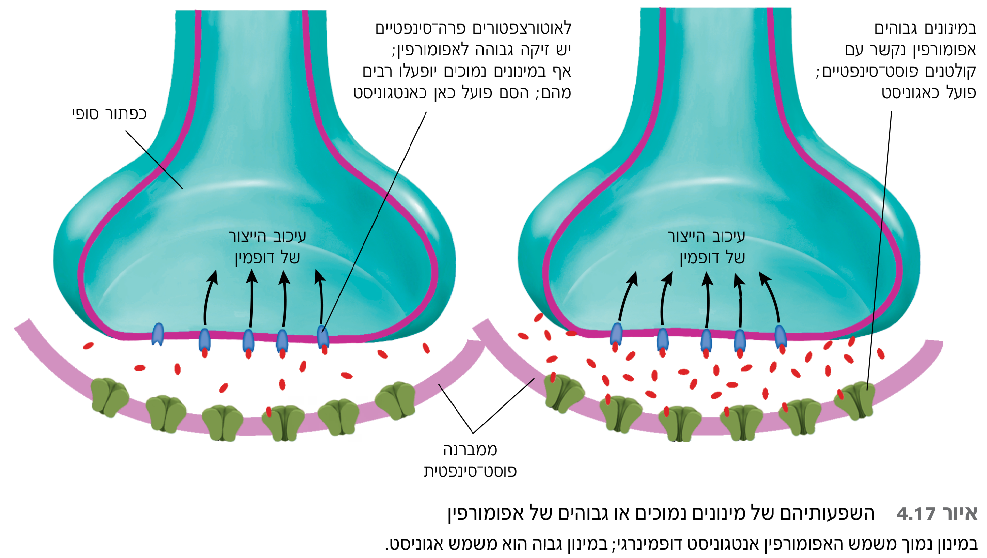 במינונים גבוהים
אפומורפין נקשר עם
קולטנים פוסט־סינפטיים;
פועל כאגוניסט
לאוטורצפטורים פרה־סינפטיים
יש זיקה גבוהה לאפומורפין;
אף במינונים נמוכים יופעלו רבים
מהם; הסם פועל כאן כאנטגוניסט
כפתור סופי
עיכוב הייצור
של דופמין
עיכוב הייצור
של דופמין
ממברנה
פוסט־סינפטית
איור 4.17 השפעותיהם של מינונים נמוכים או גבוהים של אפומורפין
במינון נמוך משמש האפומורפין אנטגוניסט דופמינרגי; במינון גבוה הוא משמש אגוניסט.